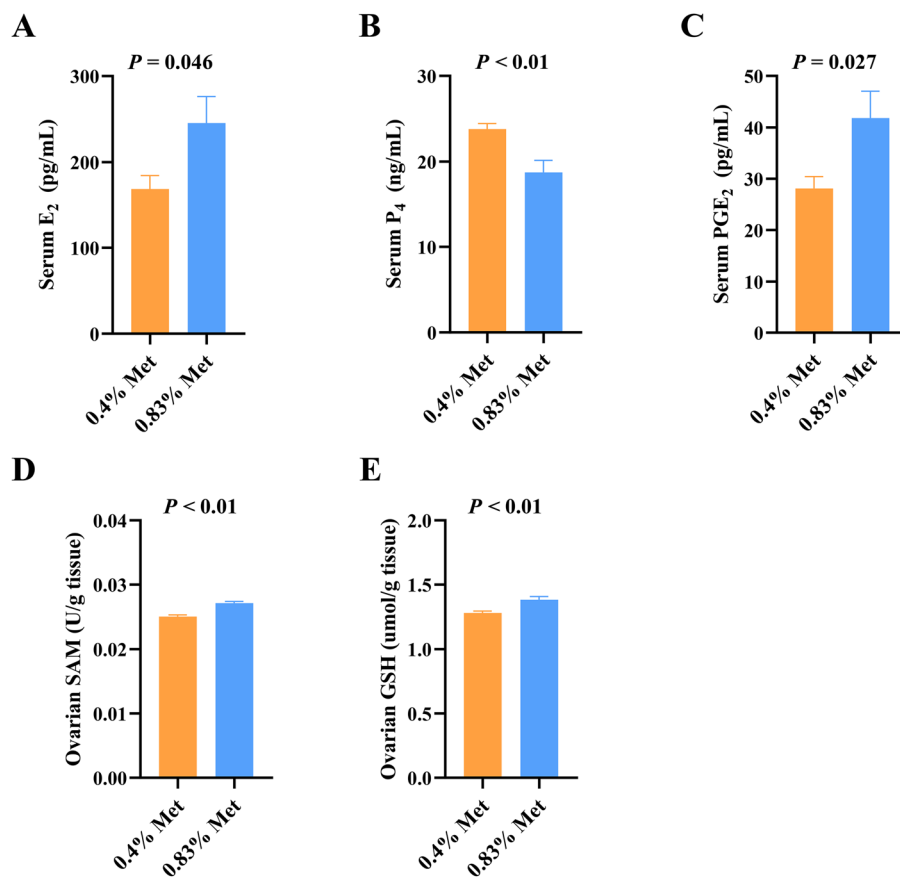 A
P = 0.046
Serum E₂ (pg/mL)
300
200
100
0
0.4% Met
0.83% Met
B
P < 0.01
Serum P₄ (ng/mL)
30
20
10
0
0.4% Met
0.83% Met
C
P = 0.027
Serum PGE₂ (pg/mL)
50
40
30
20
10
0
0.4% Met
0.83% Met
D
P < 0.01
Ovarian SAM (U/g tissue)
0.04
0.03
0.02
0.01
0.00
0.4% Met
0.83% Met
E
P < 0.01
Ovarian GSH (umol/g tissue)
2.0
1.5
1.0
0.5
0.0
0.4% Met
0.83% Met